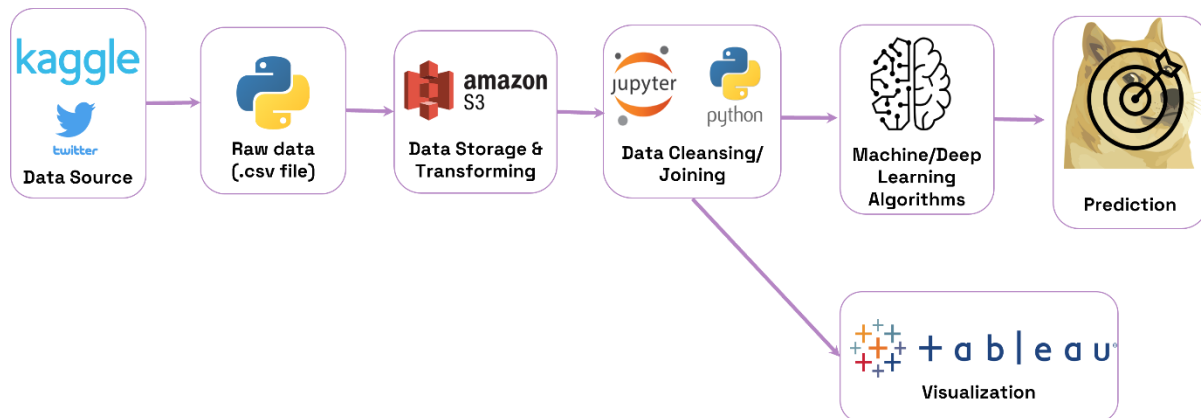 kaggle
twitter
Data Source
Raw data
(.csv file)
amazon
S3
Data Storage &
Transforming
jupyter
python
Data Cleansing/
Joining
Machine/Deep
Learning
Algorithms
Prediction
+ableau®
Visualization